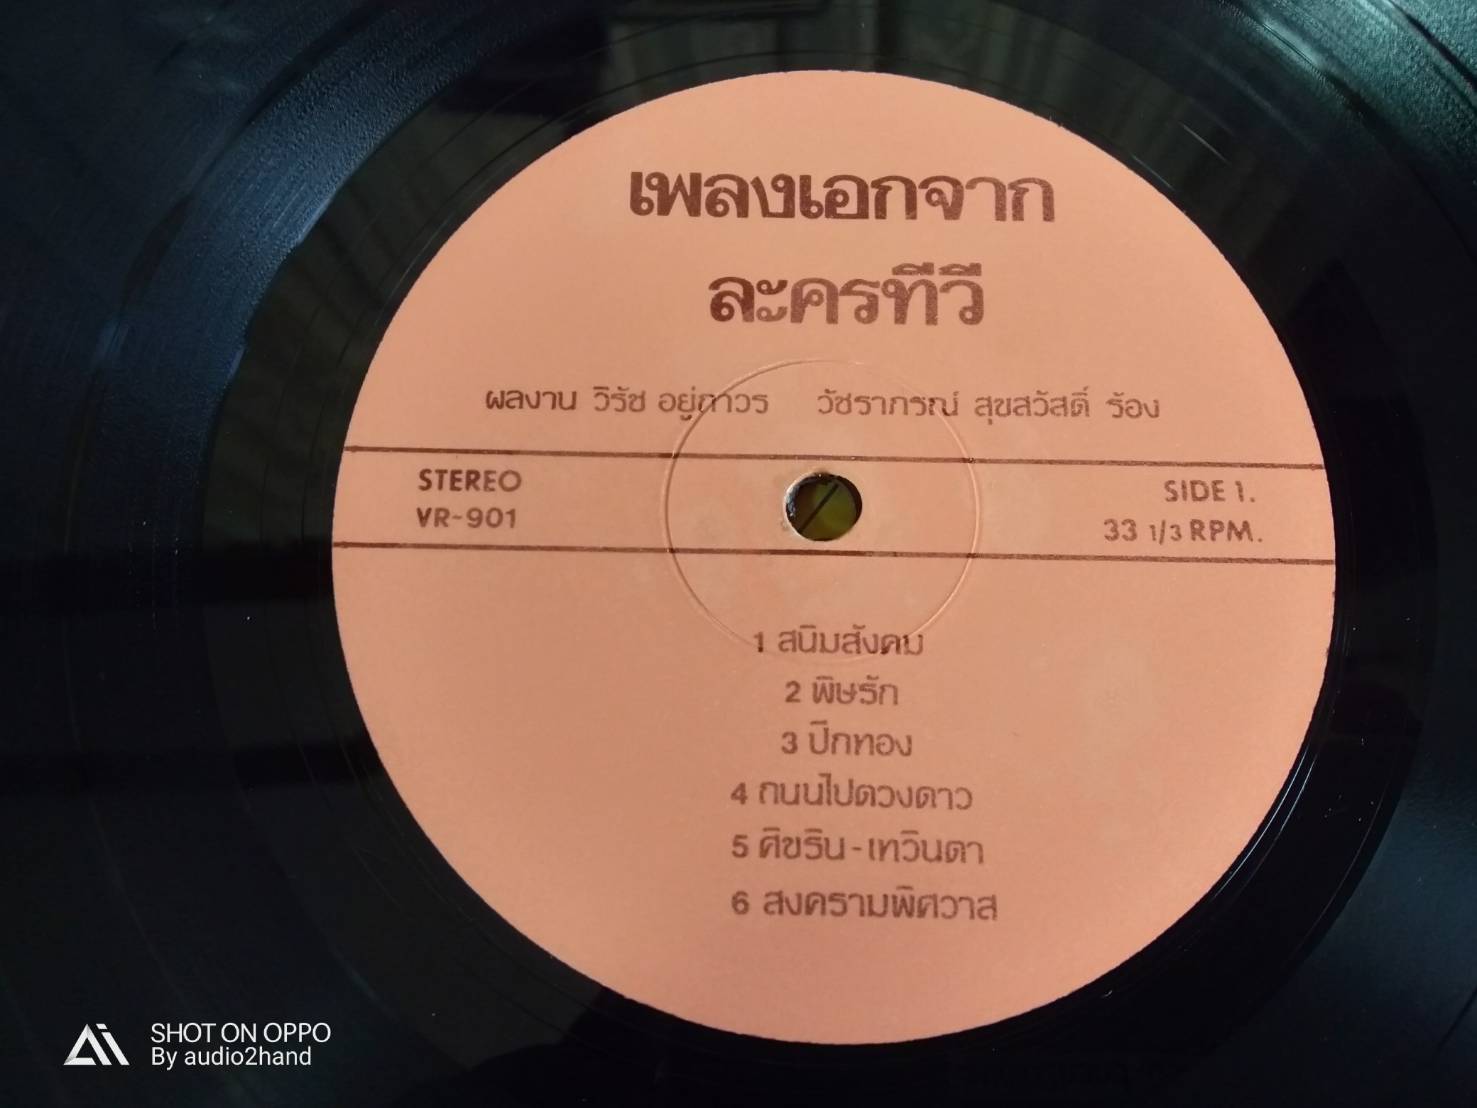 เพลงเอกจาก
ละครทีวี
ผลงาน วิรัช อยู่ถาวร วัชราภรณ์ สุขสวัสดิ์ ร้อง
STEREO SIDE 1.
VR-901 33 1/3 RPM.
1 สนิมสังคม
2 พิษรัก
3 ปีกทอง
4 ถนนไปดวงดาว
5 ศิขริน-เทวินตา
6 สงครามพิศวาส
SHOT ON OPPO
By audio2hand